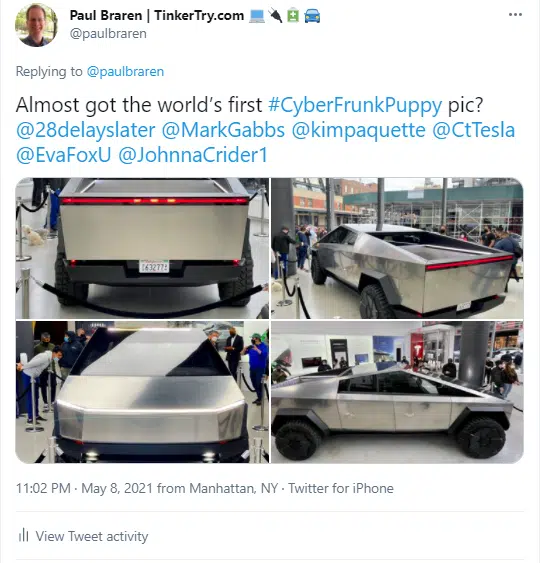 Paul Braren | TinkerTry.com
@paulbraren
Replying to @paulbraren
Almost got the world's first #CyberFrunkPuppy pic?
@28delayslater @MarkGabbs @kimpaquette @CtTesla
@EvaFoxU @JohnnaCrider1
63277
11:02 PM · May 8, 2021 from Manhattan, NY · Twitter for iPhone
View Tweet activity